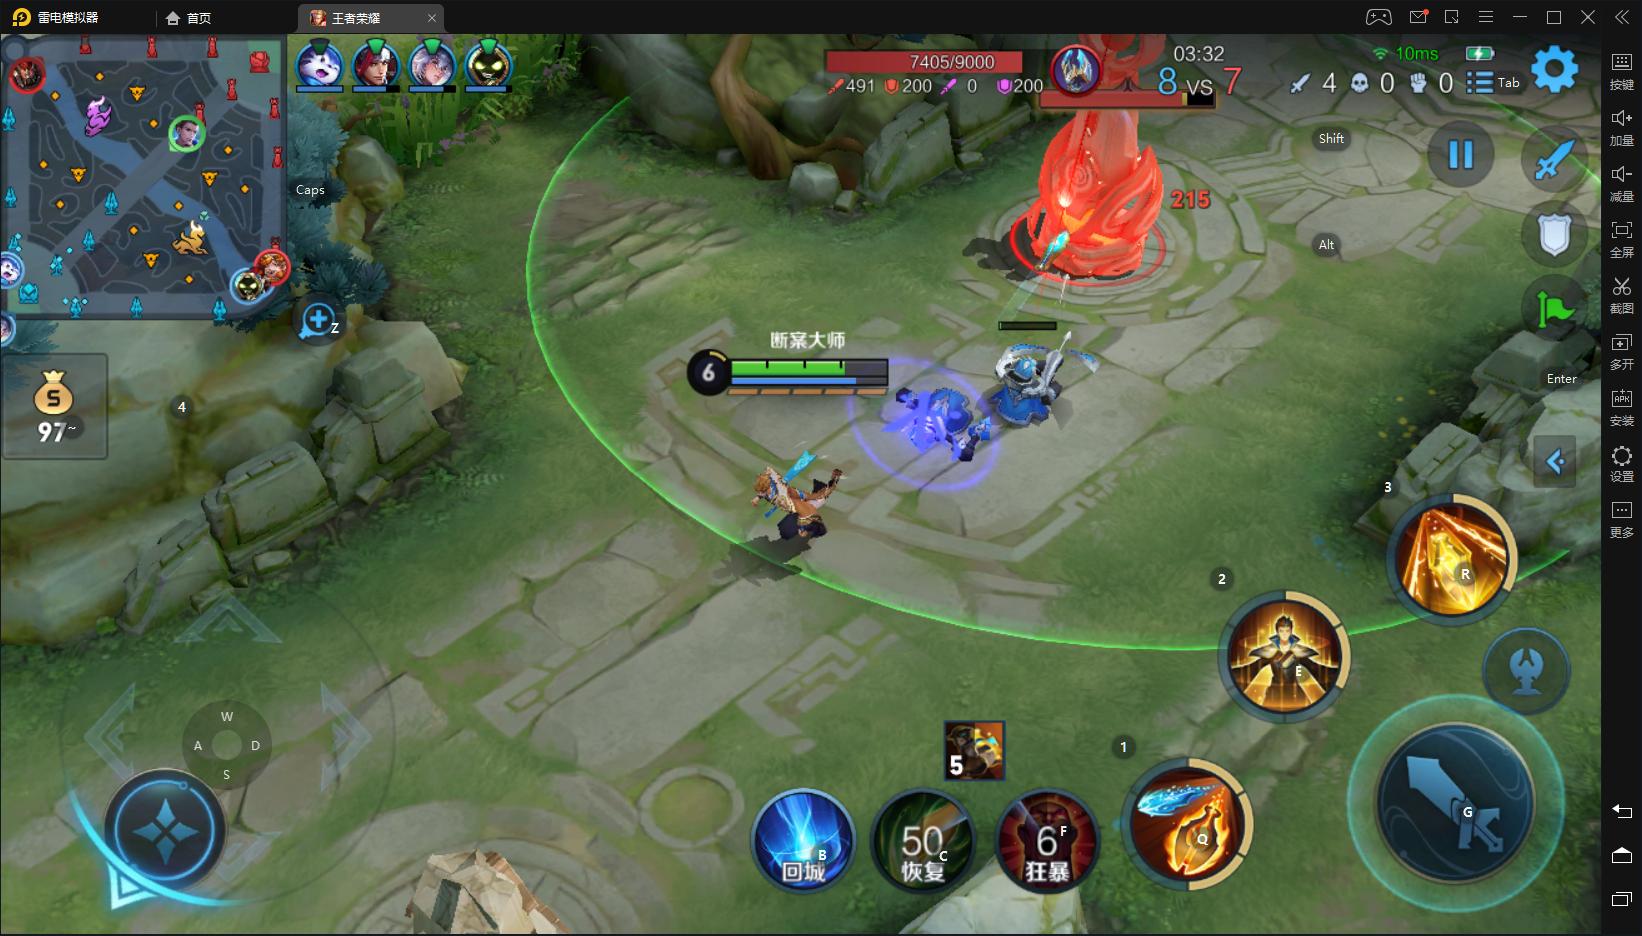 雷电模拟器
首页
王者荣耀
7405/9000
491 200 0 200
03:32
8 VS 7
10ms
4 0 0 Tab
Shift
Caps
Alt
215
Z
断案大师
6
S
97~
4
Enter
3
R
2
E
W
A D
S
5
1
B
回城
50
C
恢复
6
F
狂暴
Q
G
按键
加量
减量
全屏
截图
多开
APK
安装
设置
更多